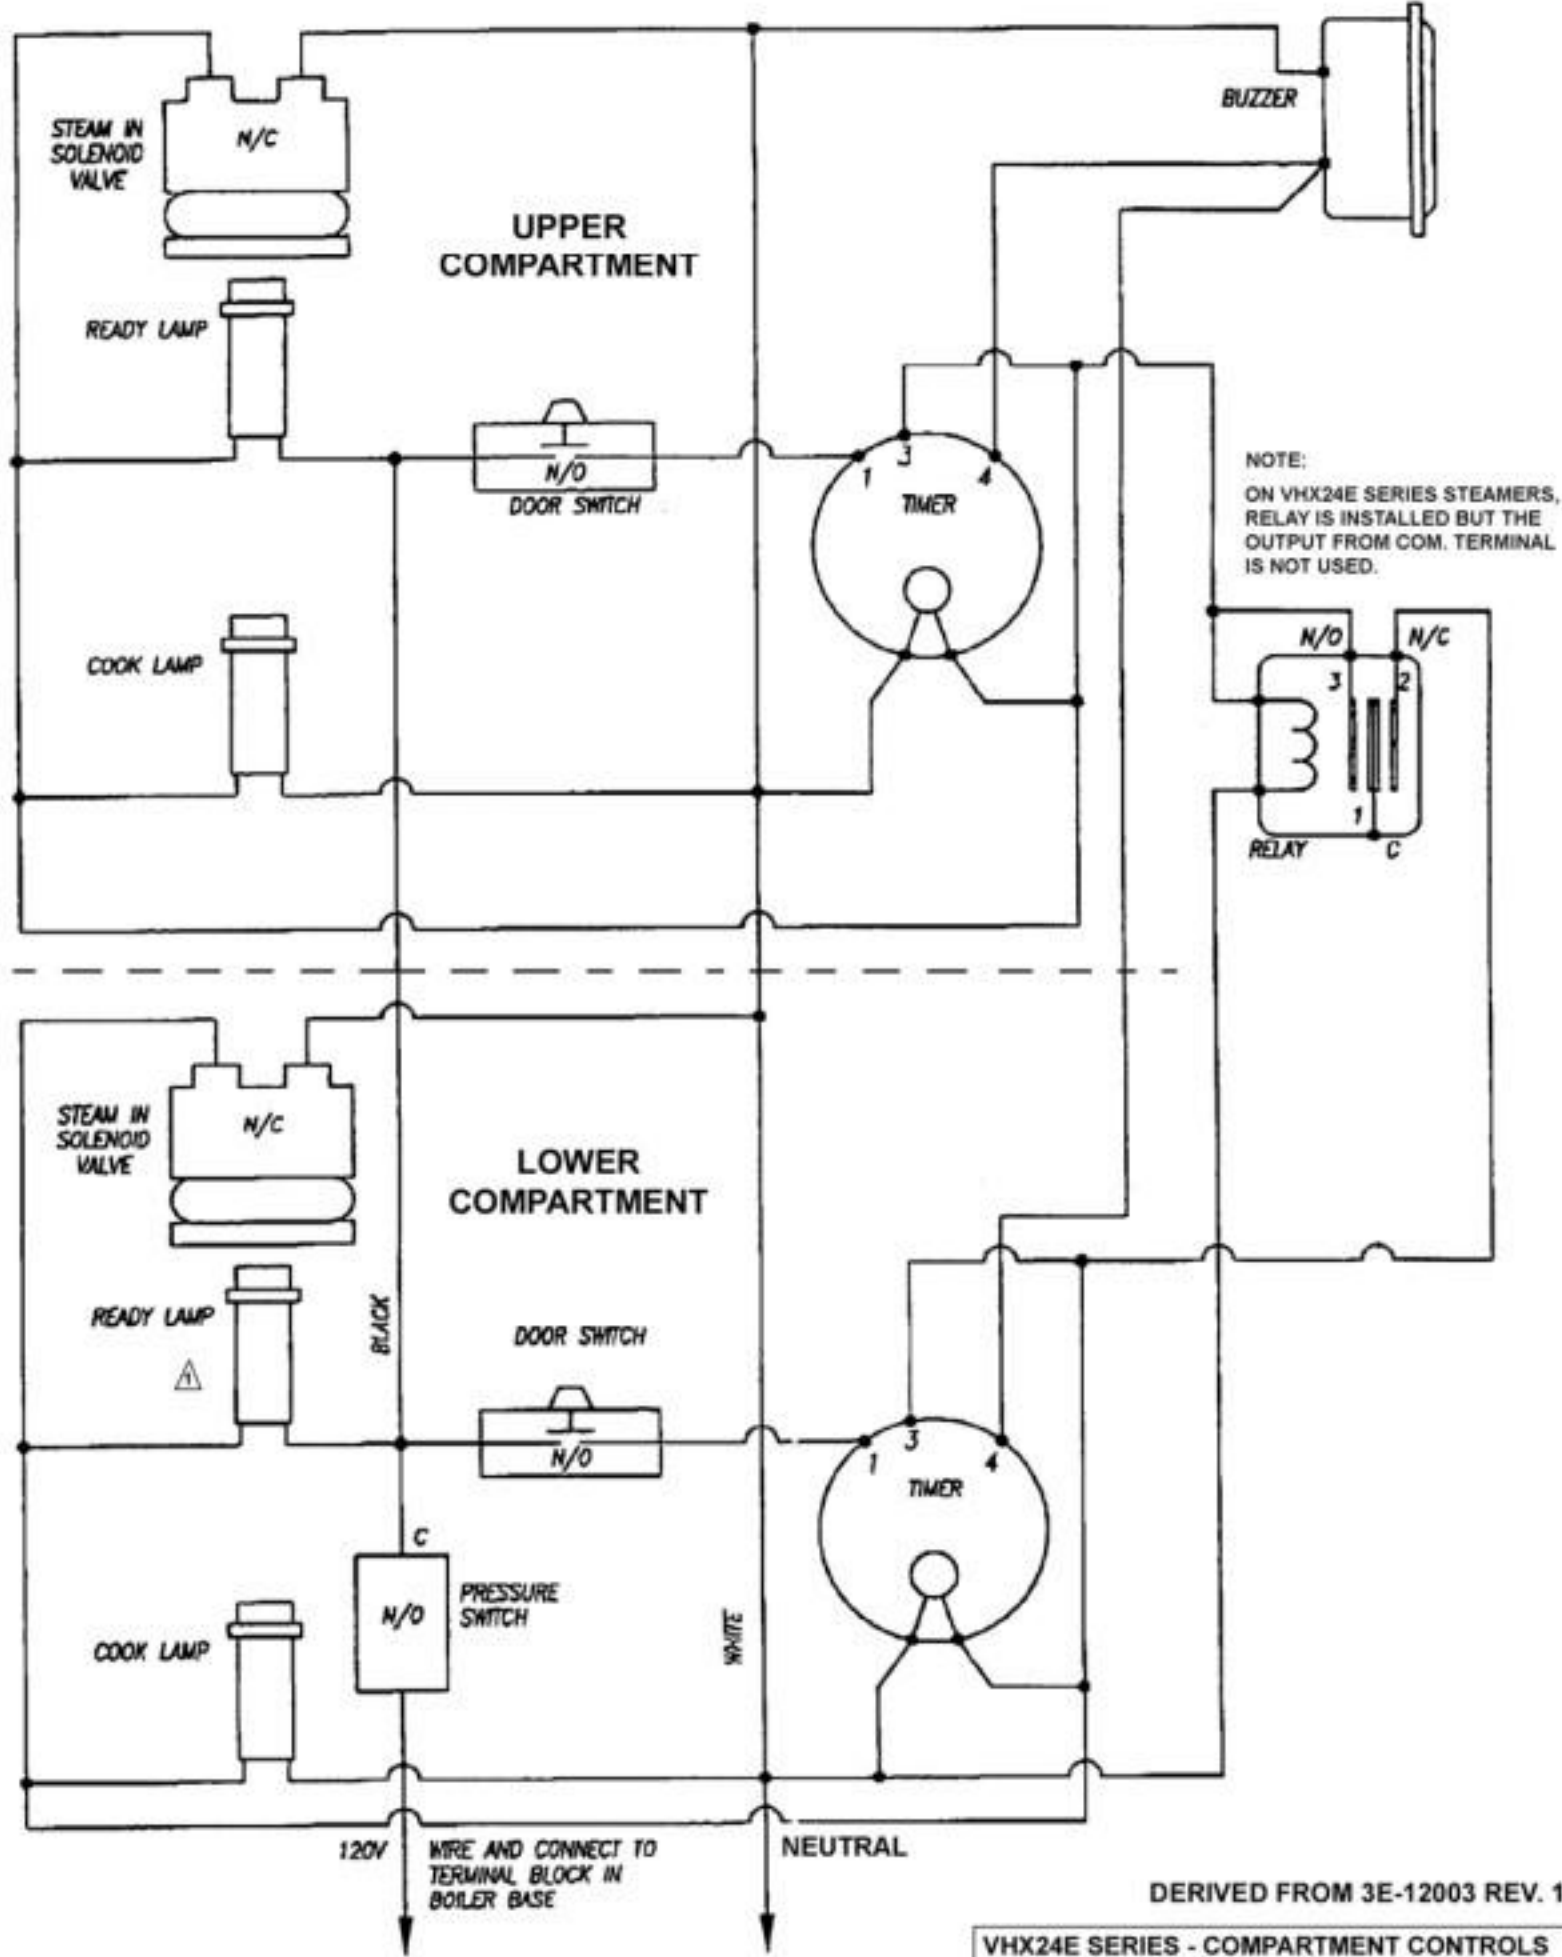 STEAM IN
SOLENOID
VALVE
N/C
BUZZER
UPPER
COMPARTMENT
READY LAMP
N/O
DOOR SWITCH
1
3
4
TIMER
NOTE:
ON VHX24E SERIES STEAMERS,
RELAY IS INSTALLED BUT THE
OUTPUT FROM COM. TERMINAL
IS NOT USED.
COOK LAMP
N/O
N/C
3
2
1
RELAY
C
STEAM IN
SOLENOID
VALVE
N/C
LOWER
COMPARTMENT
READY LAMP
1
BLACK
DOOR SWITCH
N/O
1
3
4
TIMER
C
N/O
PRESSURE
SWITCH
WHITE
COOK LAMP
120V
WIRE AND CONNECT TO
TERMINAL BLOCK IN
BOILER BASE
NEUTRAL
DERIVED FROM 3E-12003 REV. 1
VHX24E SERIES - COMPARTMENT CONTROLS